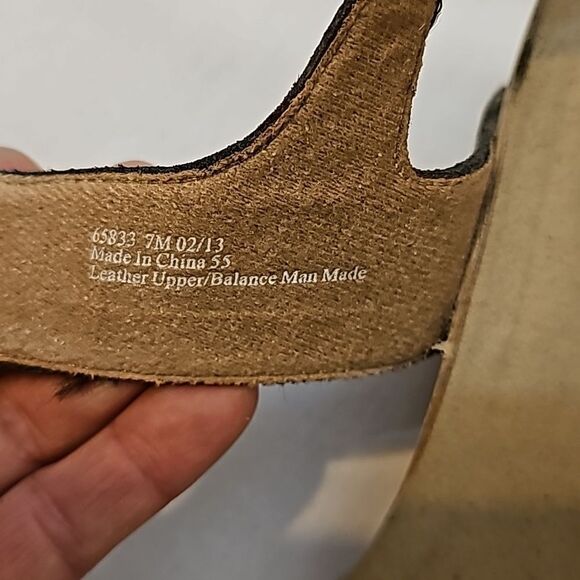 65833 7M 02/13
Made In China 55
Leather Upper/Balance Man Made